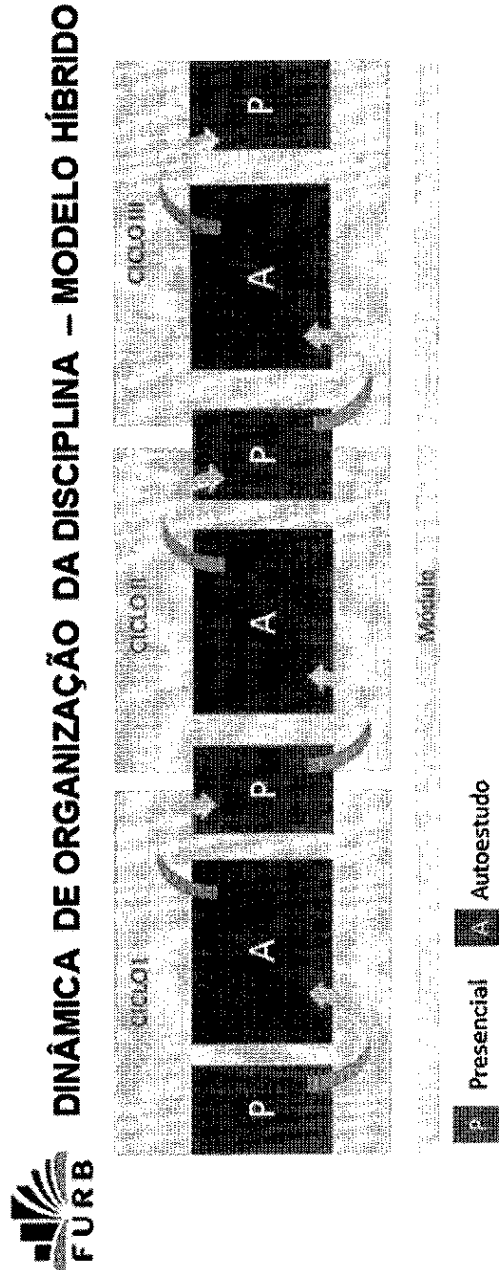 FURB
DINÂMICA DE ORGANIZAÇÃO DA DISCIPLINA – MODELO HÍBRIDO
CICLO I
CICLO II
CICLO III
P
A
P
A
P
A
P
Módulo
P Presencial
A Autoestudo